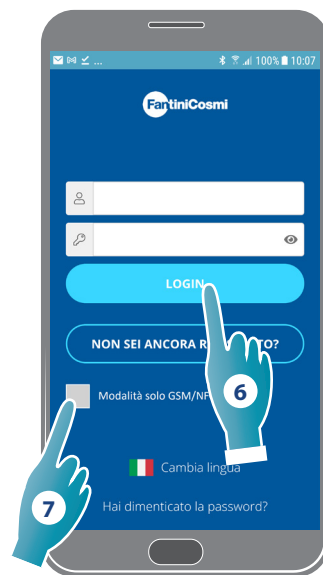 ... 100% 10:07
FantiniCosmi
LOGIN
NON SEI ANCORA R TO?
Modalità solo GSM/NF
6
Cambia lingua
7
Hai dimenticato la password?